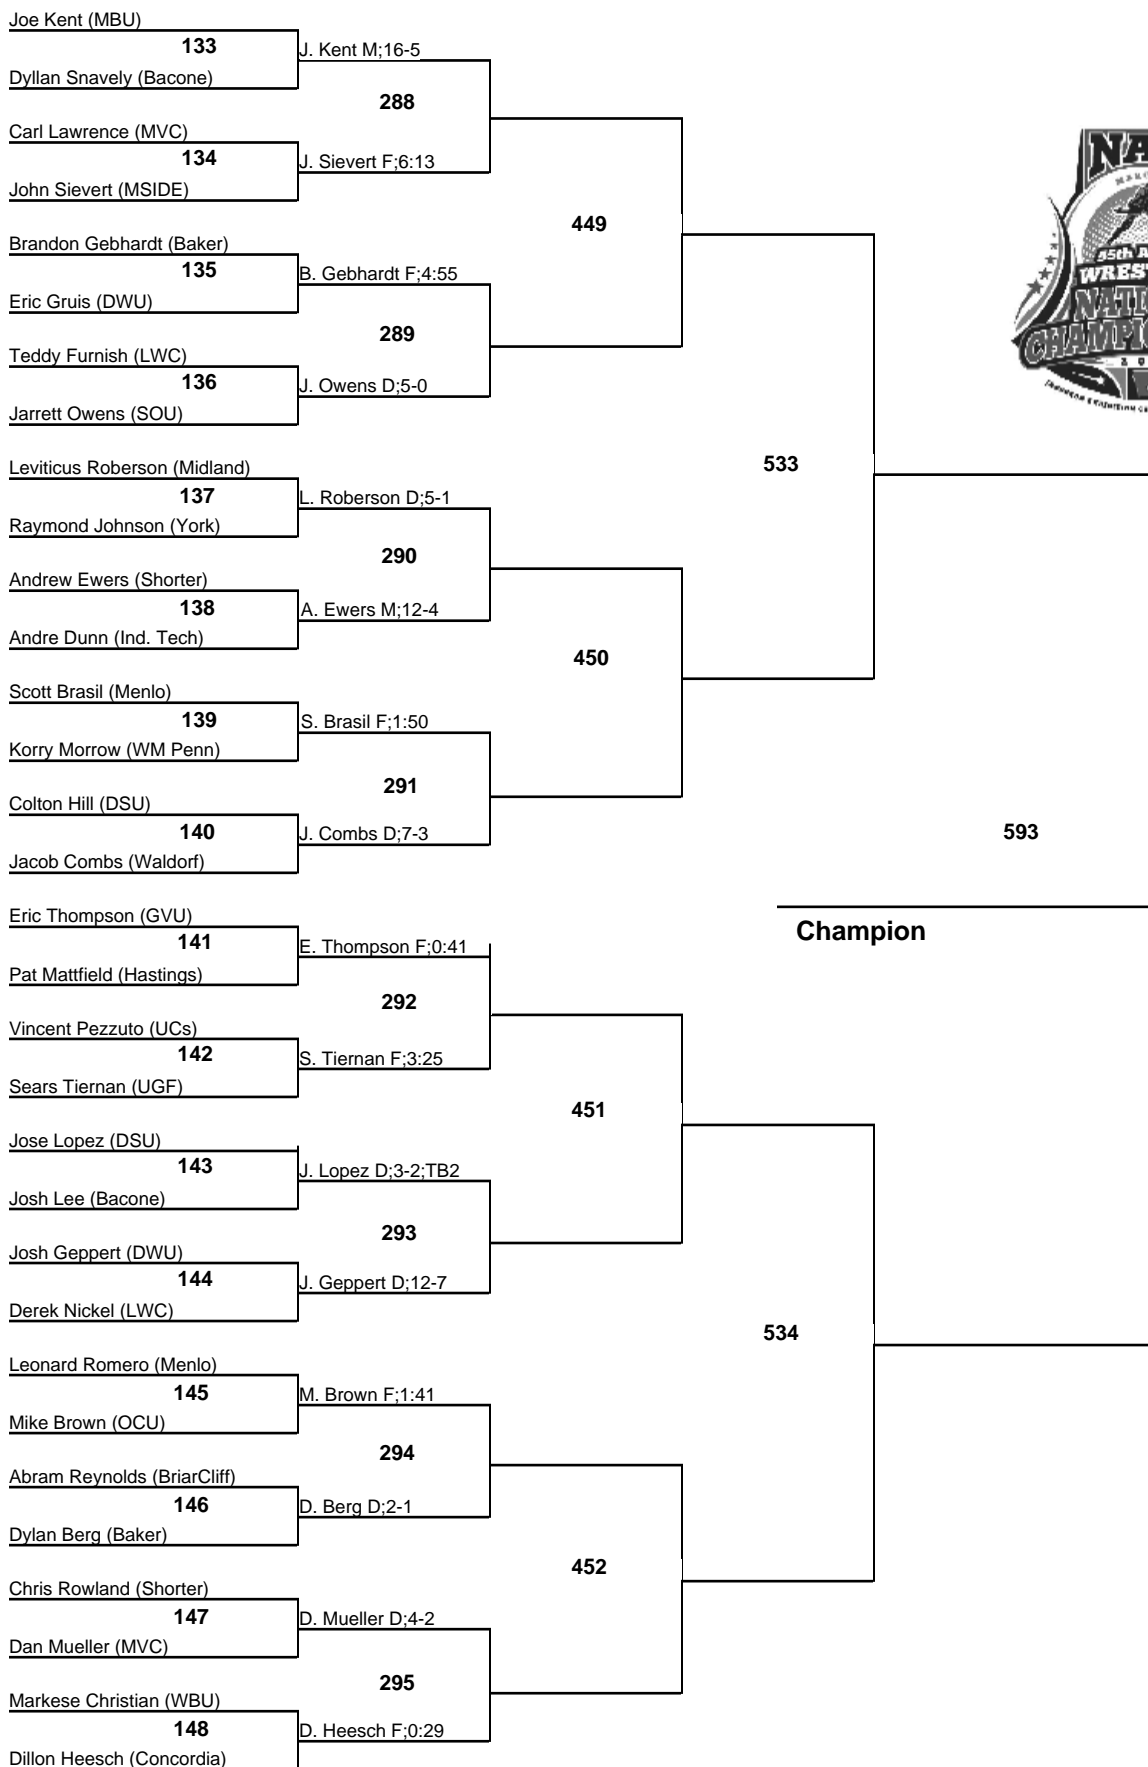 Joe Kent (MBU)
133
J. Kent M;16-5
Dyllan Snavely (Bacone)
288
Carl Lawrence (MVC)
134
J. Sievert F;6:13
John Sievert (MSIDE)
449
Brandon Gebhardt (Baker)
135
B. Gebhardt F;4:55
Eric Gruis (DWU)
289
Teddy Furnish (LWC)
136
J. Owens D;5-0
Jarrett Owens (SOU)
533
Leviticus Roberson (Midland)
137
L. Roberson D;5-1
Raymond Johnson (York)
290
Andrew Ewers (Shorter)
138
A. Ewers M;12-4
Andre Dunn (Ind. Tech)
450
Scott Brasil (Menlo)
139
S. Brasil F;1:50
Korry Morrow (WM Penn)
291
Colton Hill (DSU)
140
J. Combs D;7-3
Jacob Combs (Waldorf)
593
Champion
Eric Thompson (GVU)
141
E. Thompson F;0:41
Pat Mattfield (Hastings)
292
Vincent Pezzuto (UCs)
142
S. Tiernan F;3:25
Sears Tiernan (UGF)
451
Jose Lopez (DSU)
143
J. Lopez D;3-2;TB2
Josh Lee (Bacone)
293
Josh Geppert (DWU)
144
J. Geppert D;12-7
Derek Nickel (LWC)
534
Leonard Romero (Menlo)
145
M. Brown F;1:41
Mike Brown (OCU)
294
Abram Reynolds (BriarCliff)
146
D. Berg D;2-1
Dylan Berg (Baker)
452
Chris Rowland (Shorter)
147
D. Mueller D;4-2
Dan Mueller (MVC)
295
Markese Christian (WBU)
148
D. Heesch F;0:29
Dillon Heesch (Concordia)
55th